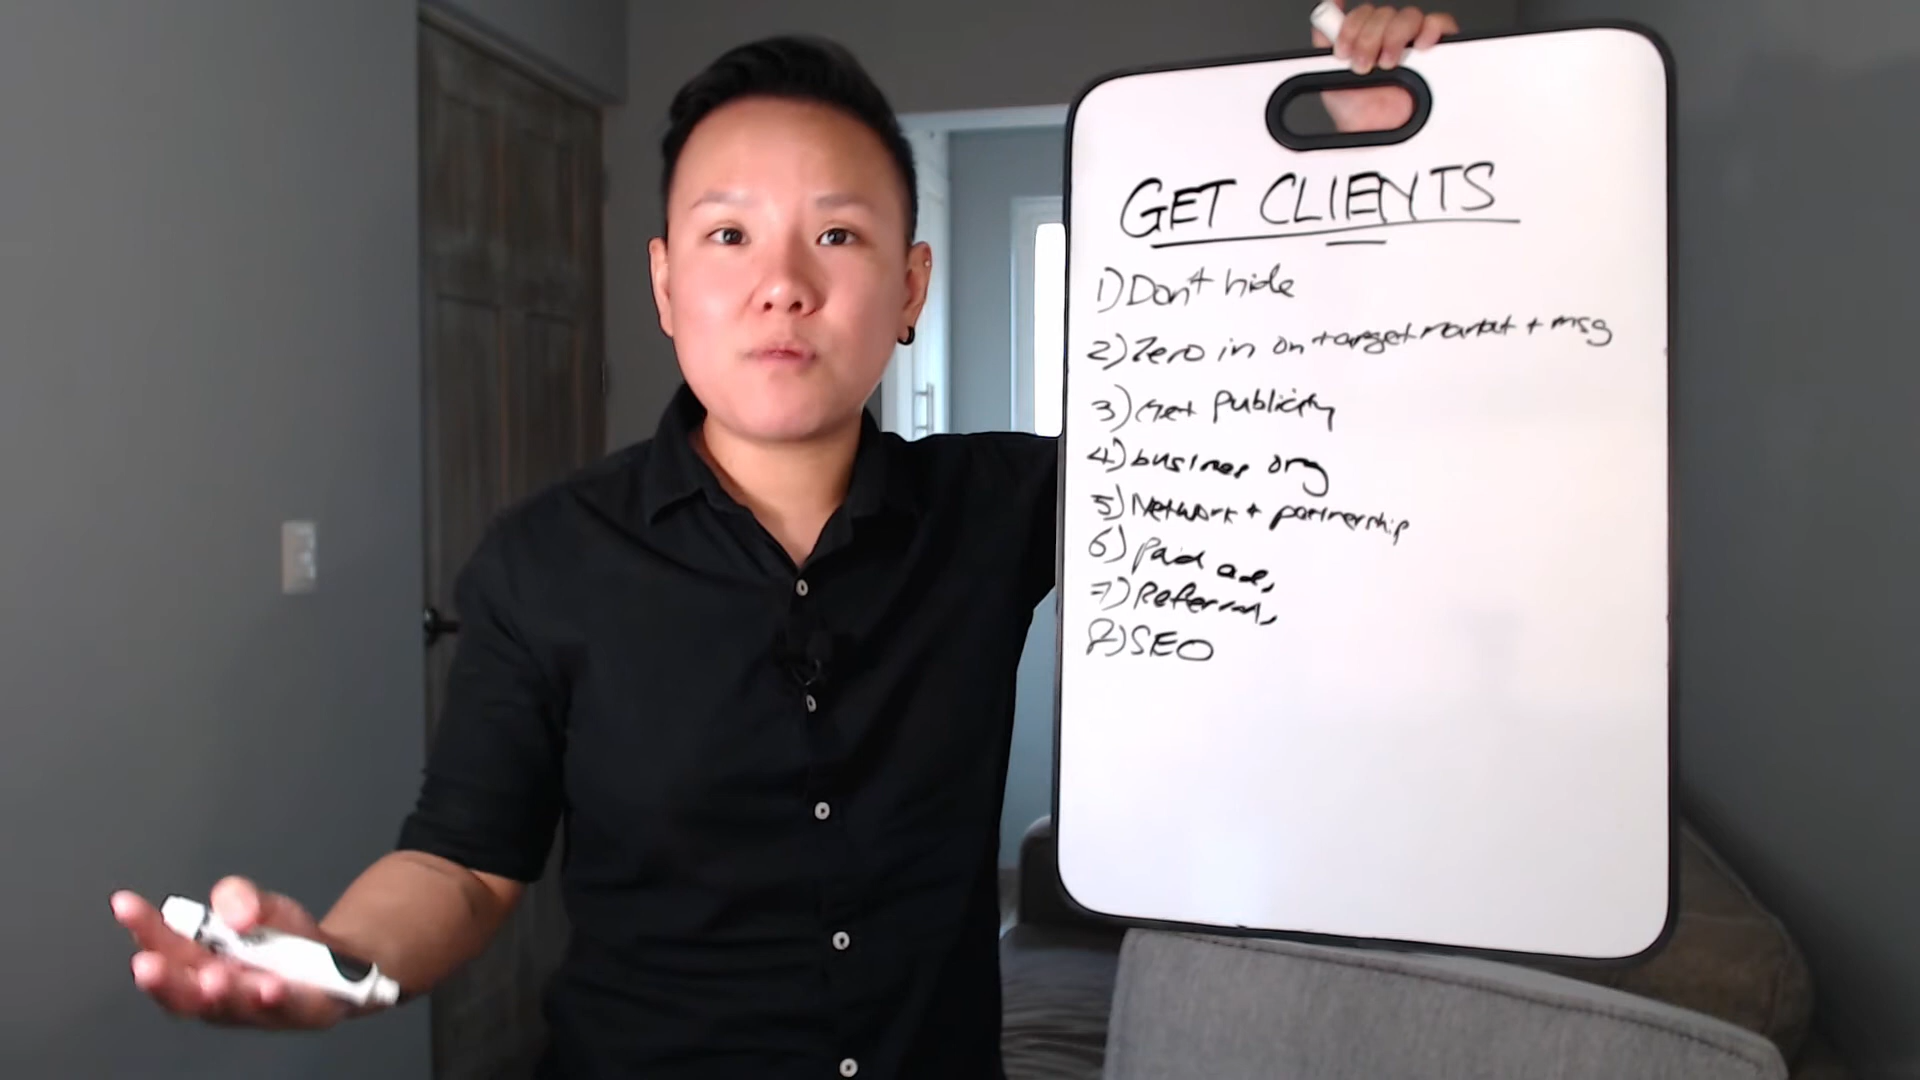 GET CLIENTS
1) Don't hide
2) Zero in on target market + msg
3) Get Publicity
4) business org
5) Network + partnership
6) Paid ads
7) Referrals
8) SEO